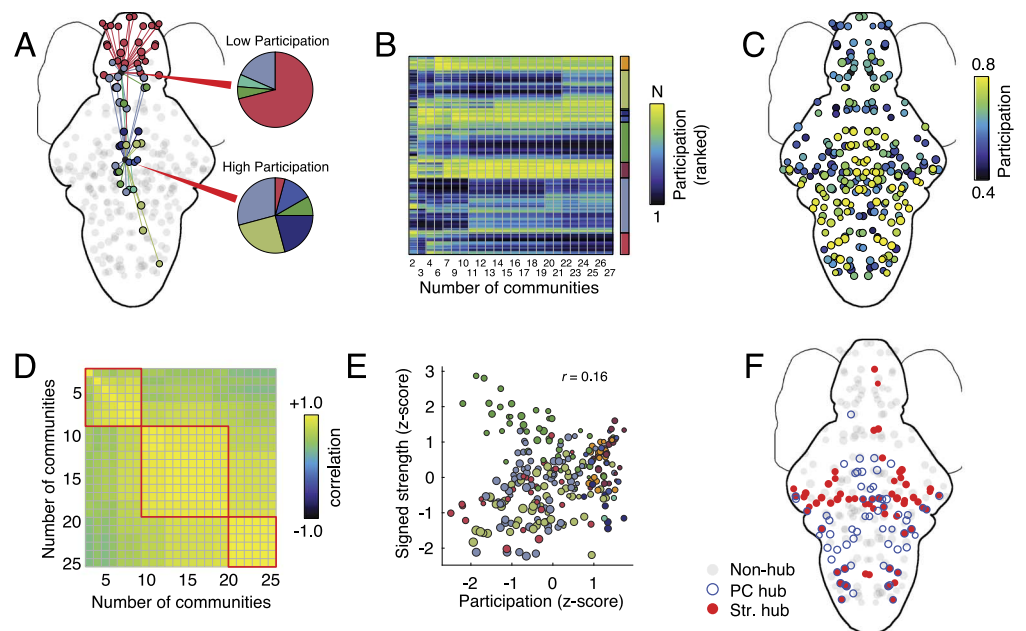 A
Low Participation
High Participation
B
N
Participation
(ranked)
1
2 4 7 10 12 14 16 18 20 22 24 26
3 6 9 11 13 15 17 19 21 23 25 27
Number of communities
C
0.8
Participation
0.4
D
Number of communities
5
10
15
20
25
5 10 15 20 25
Number of communities
+1.0
correlation
-1.0
E
r = 0.16
Signed strength (z-score)
3
2
1
0
-1
-2
-2 -1 0 1
Participation (z-score)
F
Non-hub
PC hub
Str. hub